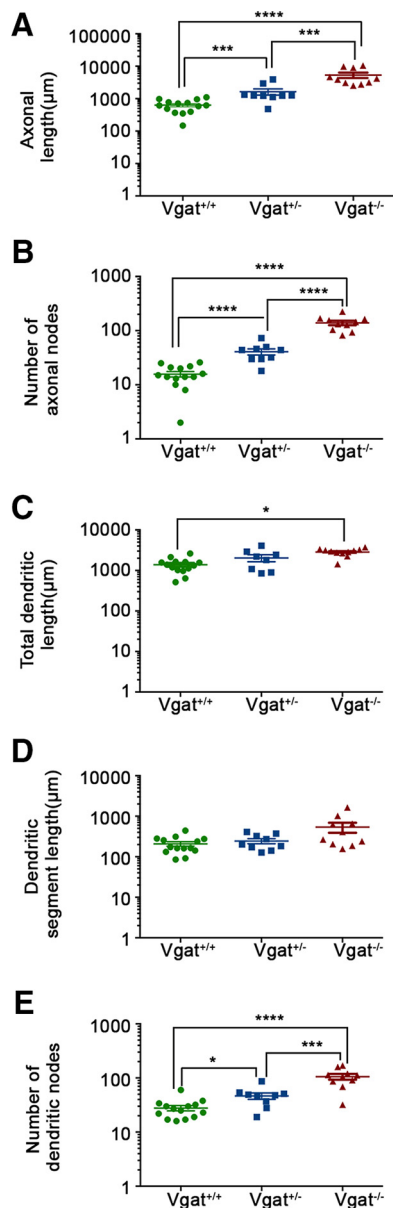 A
Axonal
length(µm)
100000
10000
1000
100
10
1
****
***
***
Vgat+/+
Vgat+/-
Vgat-/-
B
Number of
axonal nodes
1000
100
10
1
****
****
****
Vgat+/+
Vgat+/-
Vgat-/-
C
Total dendritic
length(µm)
10000
1000
100
10
1
*
Vgat+/+
Vgat+/-
Vgat-/-
D
Dendritic
segment length(µm)
10000
1000
100
10
1
Vgat+/+
Vgat+/-
Vgat-/-
E
Number of
dendritic nodes
1000
100
10
1
****
*
***
Vgat+/+
Vgat+/-
Vgat-/-